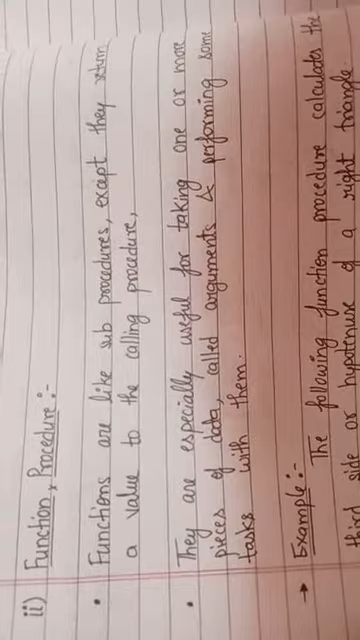 ii) Function Procedure :-
• Functions are like sub procedures, except they return
a value to the calling procedure,
• They are especially useful for taking one or more
pieces of data, called arguments & performing some
tasks with them.
→ Example :-
The following function procedure calculates the
third side or hypotenuse of a right triangle